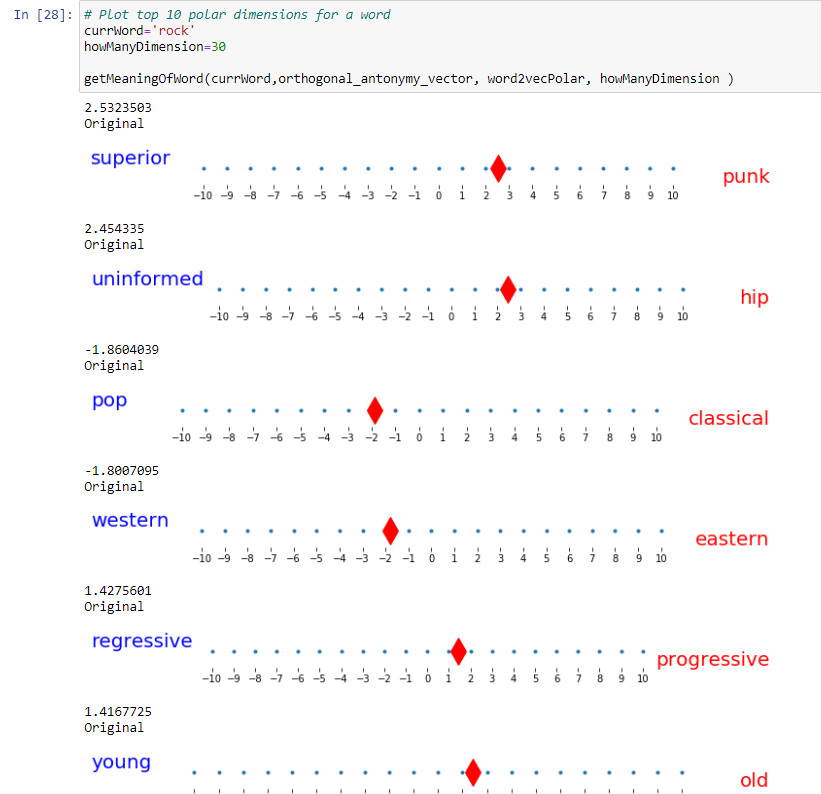 In [28]: # Plot top 10 polar dimensions for a word
currWord='rock'
howManyDimension=30
getMeaningOfWord(currWord,orthogonal_antonymy_vector, word2vecPolar, howManyDimension )
2.5323503
Original
superior
punk
−10 −9 −8 −7 −6 −5 −4 −3 −2 −1 0 1 2 3 4 5 6 7 8 9 10
2.454335
Original
uninformed
hip
−10 −9 −8 −7 −6 −5 −4 −3 −2 −1 0 1 2 3 4 5 6 7 8 9 10
-1.8604039
Original
pop
classical
−10 −9 −8 −7 −6 −5 −4 −3 −2 −1 0 1 2 3 4 5 6 7 8 9 10
-1.8007095
Original
western
eastern
−10 −9 −8 −7 −6 −5 −4 −3 −2 −1 0 1 2 3 4 5 6 7 8 9 10
1.4275601
Original
regressive
progressive
−10 −9 −8 −7 −6 −5 −4 −3 −2 −1 0 1 2 3 4 5 6 7 8 9 10
1.4167725
Original
young
old